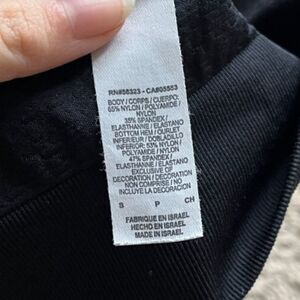 RN#56323 - CA#05553
BODY / CORPS / CUERPO:
65% NYLON / POLYAMIDE /
NYLON
35% SPANDEX /
ELASTHANNE / ELASTANO
BOTTOM HEM / OURLET
INFERIEUR / DOBLADILLO
INFERIOR: 53% NYLON /
POLYAMIDE / NYLON
47% SPANDEX /
ELASTHANNE / ELASTANO
EXCLUSIVE OF
DECORATION / DECORATION
NON COMPRISE / NO
INCLUYE LA DECORACION
S P CH
FABRIQUE EN ISRAEL
HECHO EN ISRAEL
MADE IN ISRAEL